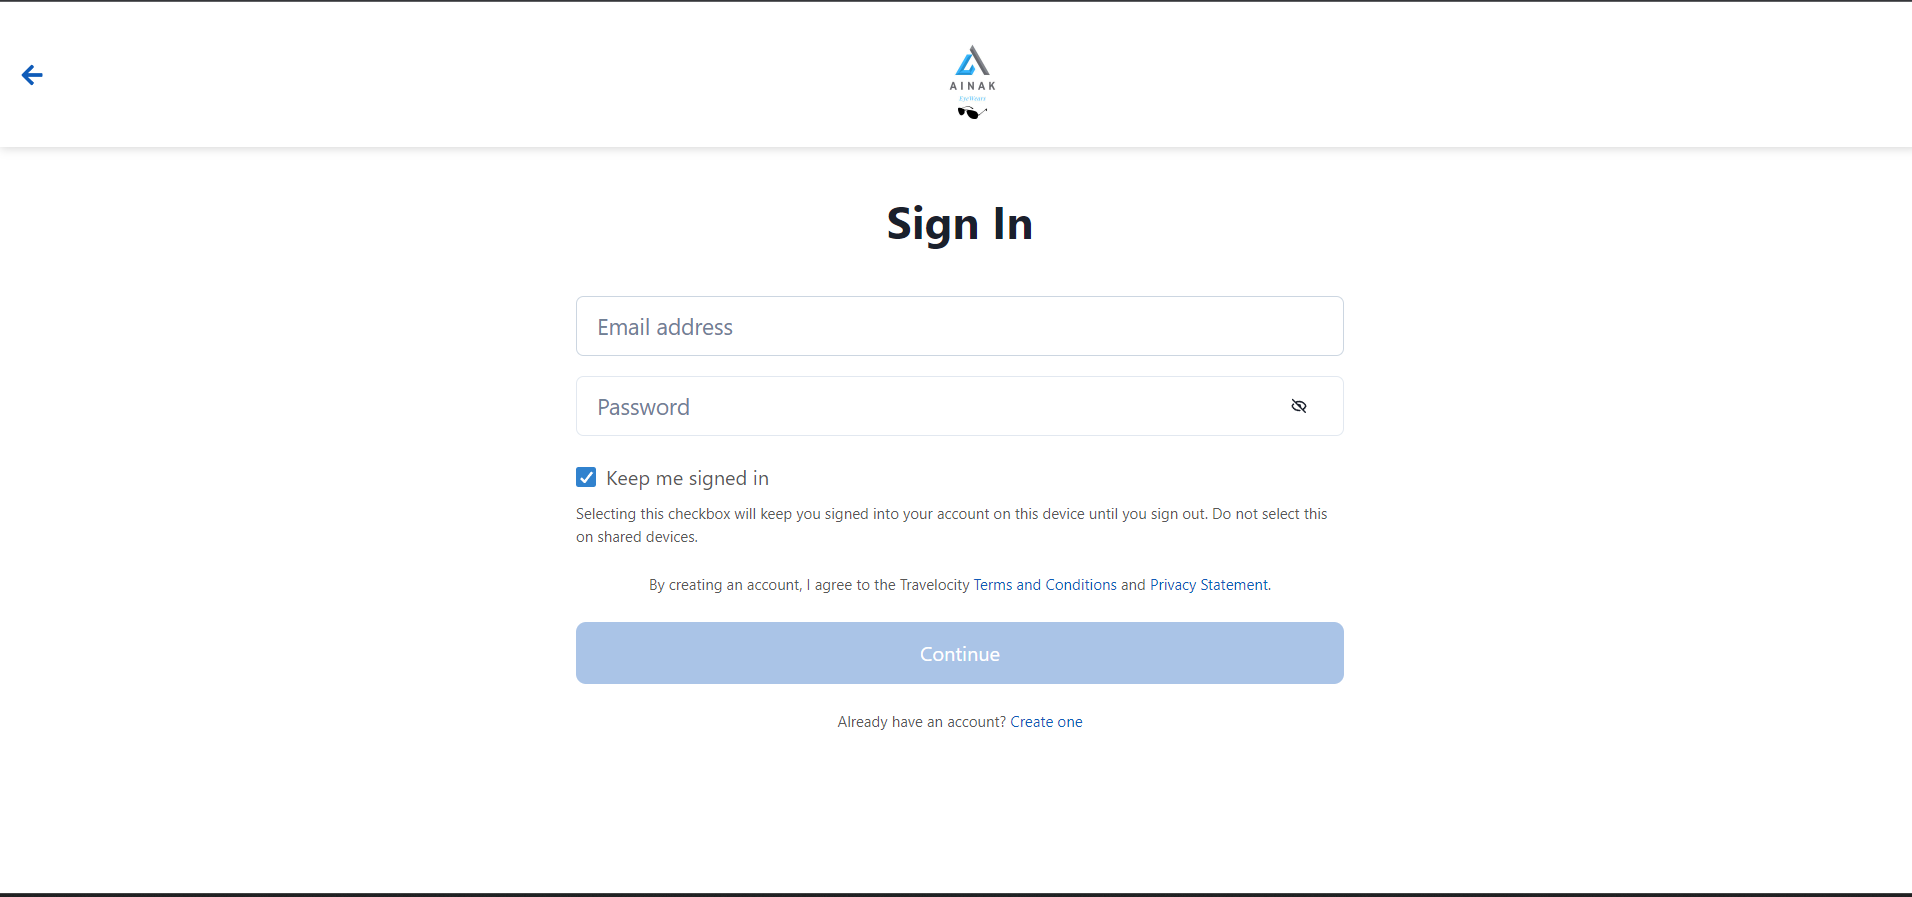 AINAK
EyeWears
Sign In
Email address
Password
Keep me signed in
Selecting this checkbox will keep you signed into your account on this device until you sign out. Do not select this
on shared devices.
By creating an account, I agree to the Travelocity Terms and Conditions and Privacy Statement.
Continue
Already have an account? Create one